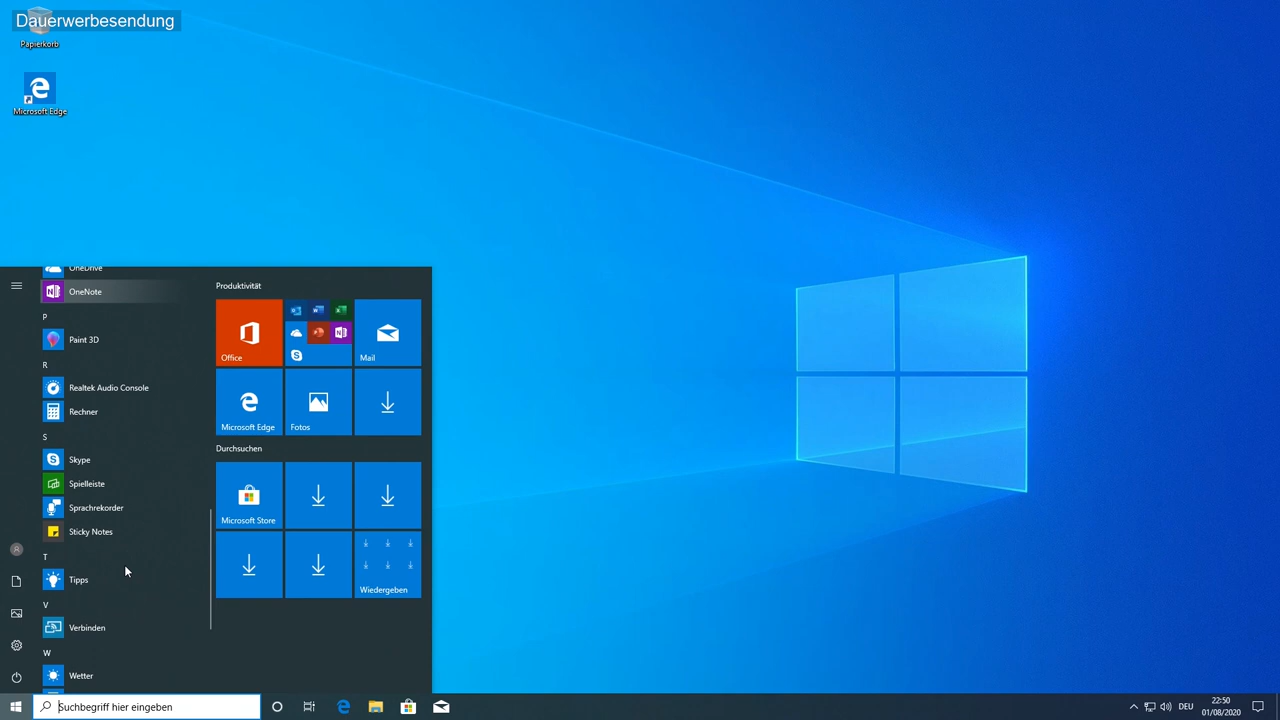 Dauerwerbesendung
Papierkorb
Microsoft Edge
OneDrive
OneNote
P
Paint 3D
R
Realtek Audio Console
Rechner
S
Skype
Spielleiste
Sprachrekorder
Sticky Notes
T
Tipps
V
Verbinden
W
Wetter
Produktivität
Office
Mail
Microsoft Edge
Fotos
Durchsuchen
Microsoft Store
Wiedergeben
Suchbegriff hier eingeben
DEU
22:50
01/08/2020